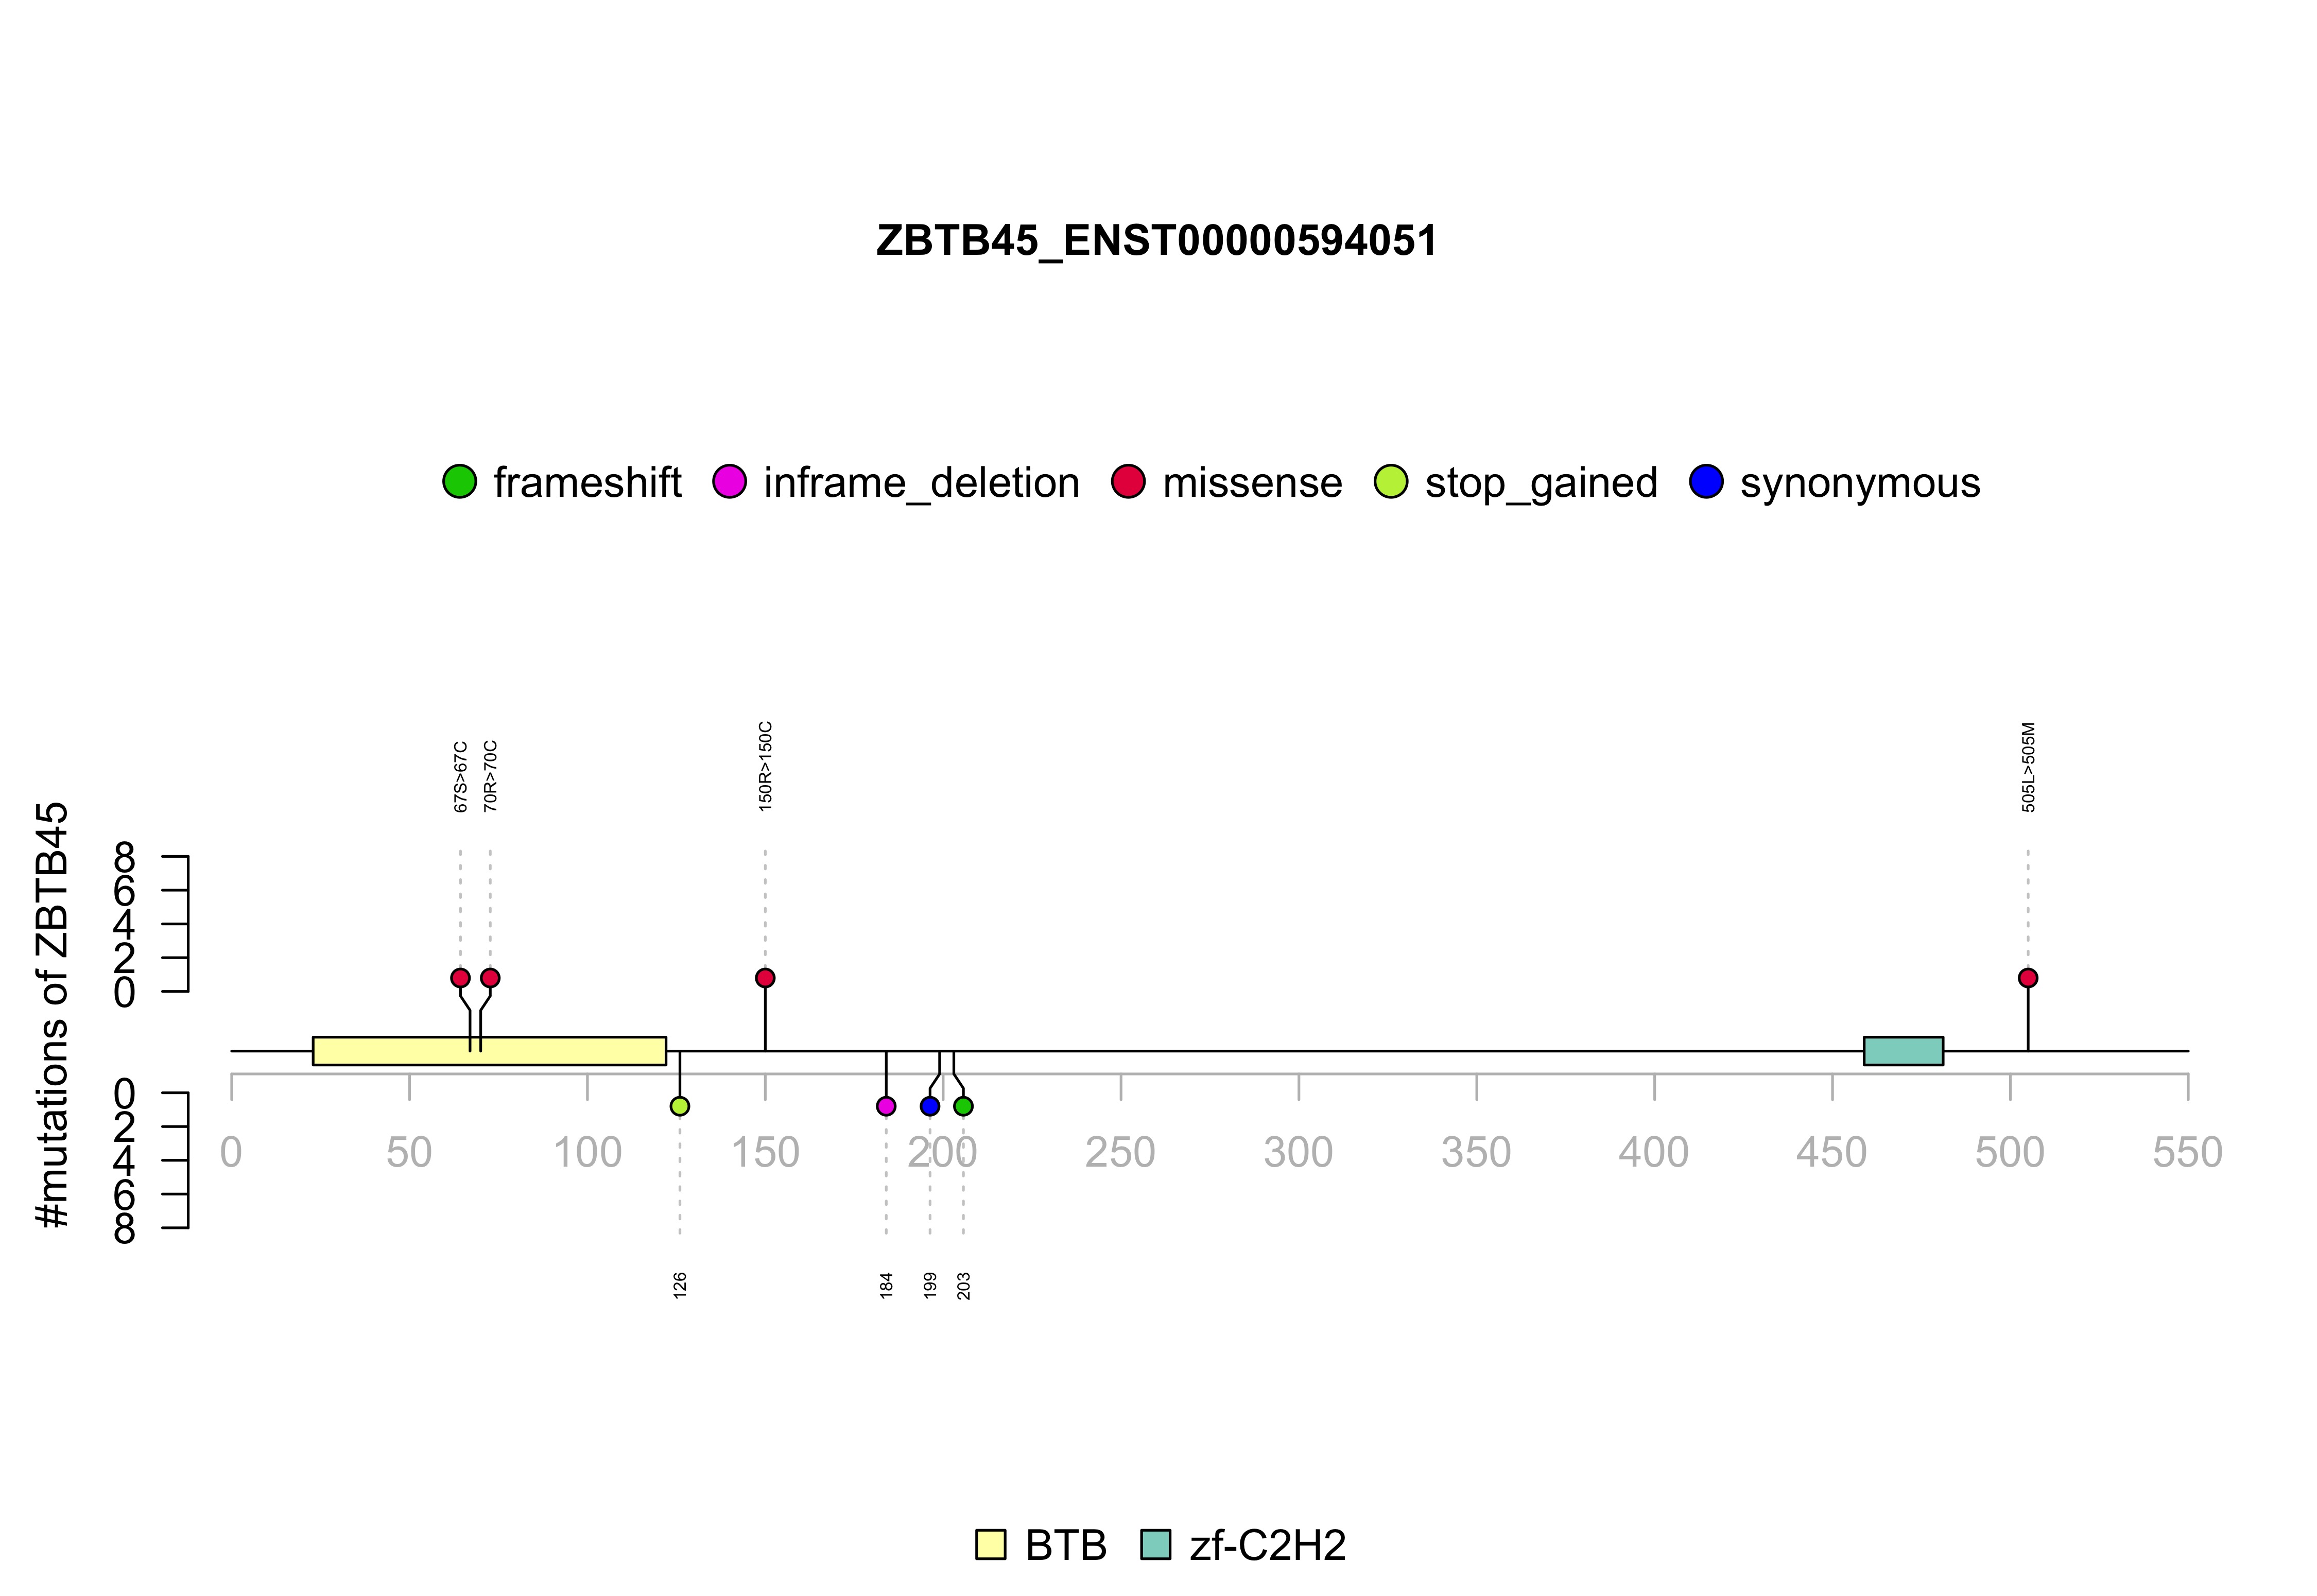 ZBTB45_ENST00000594051
frameshift inframe_deletion missense stop_gained synonymous
67S>67C 70R>70C 150R>150C 505L>505M
#mutations of ZBTB45
8
6
4
2
0
0
2
4
6
8
0 50 100 150 200 250 300 350 400 450 500 550
126 184 199 203
BTB zf-C2H2